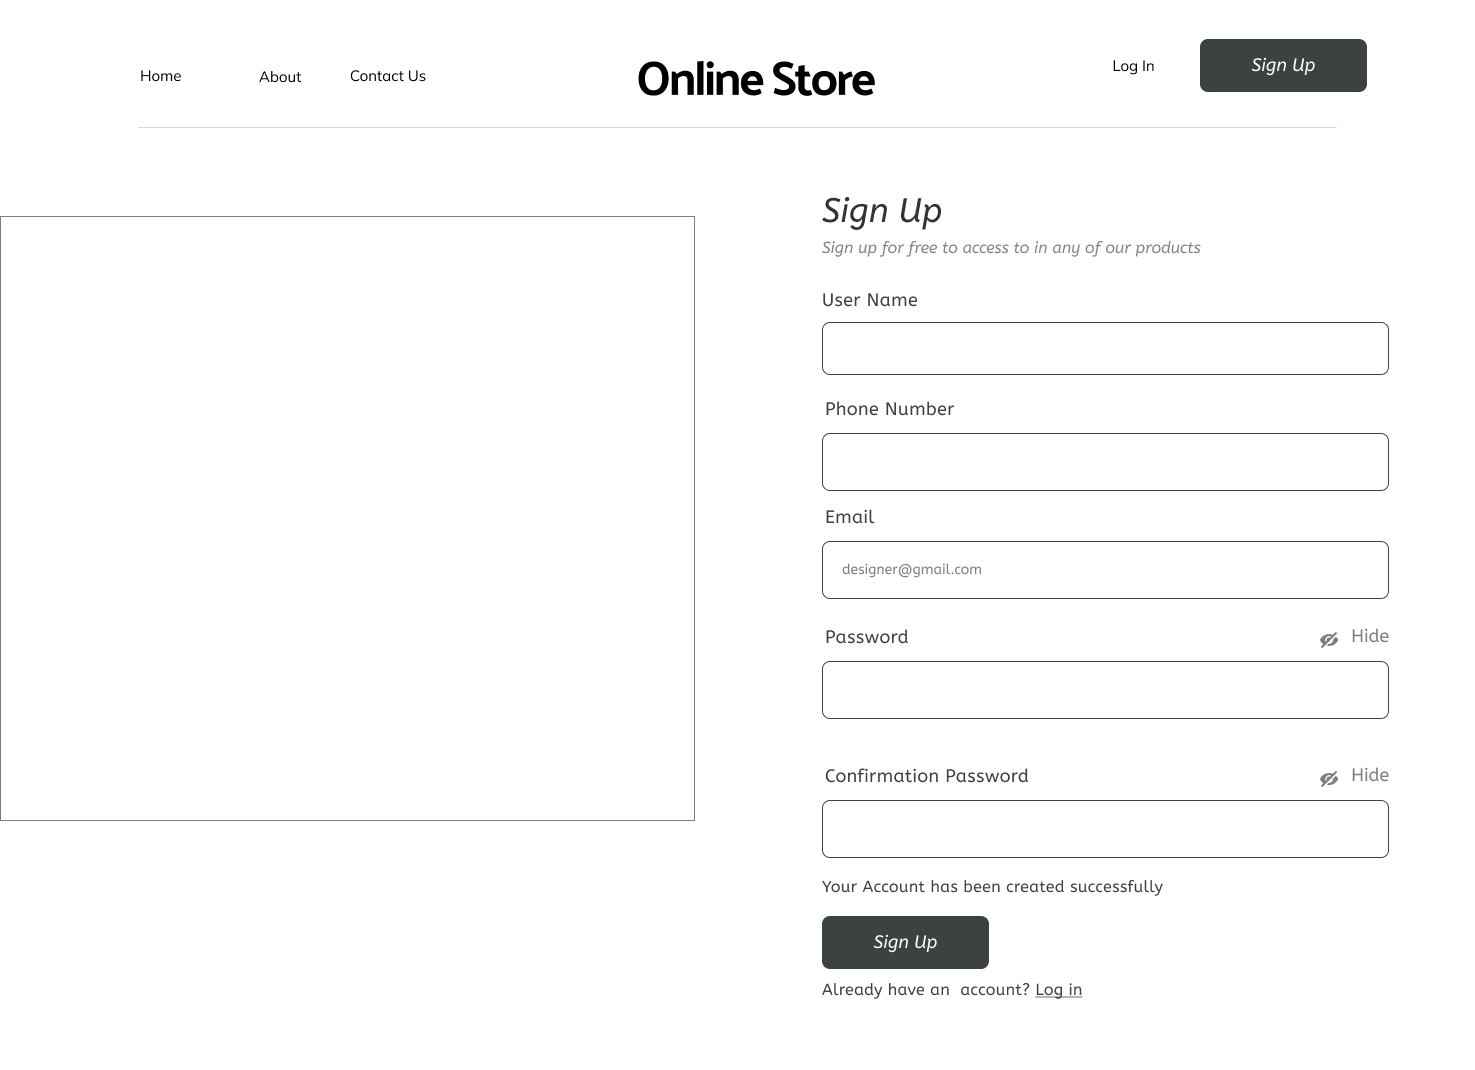 Home
About
Contact Us
Online Store
Log In
Sign Up
Sign Up
Sign up for free to access to in any of our products
User Name
Phone Number
Email
designer@gmail.com
Password
Hide
Confirmation Password
Hide
Your Account has been created successfully
Sign Up
Already have an  account? Log in